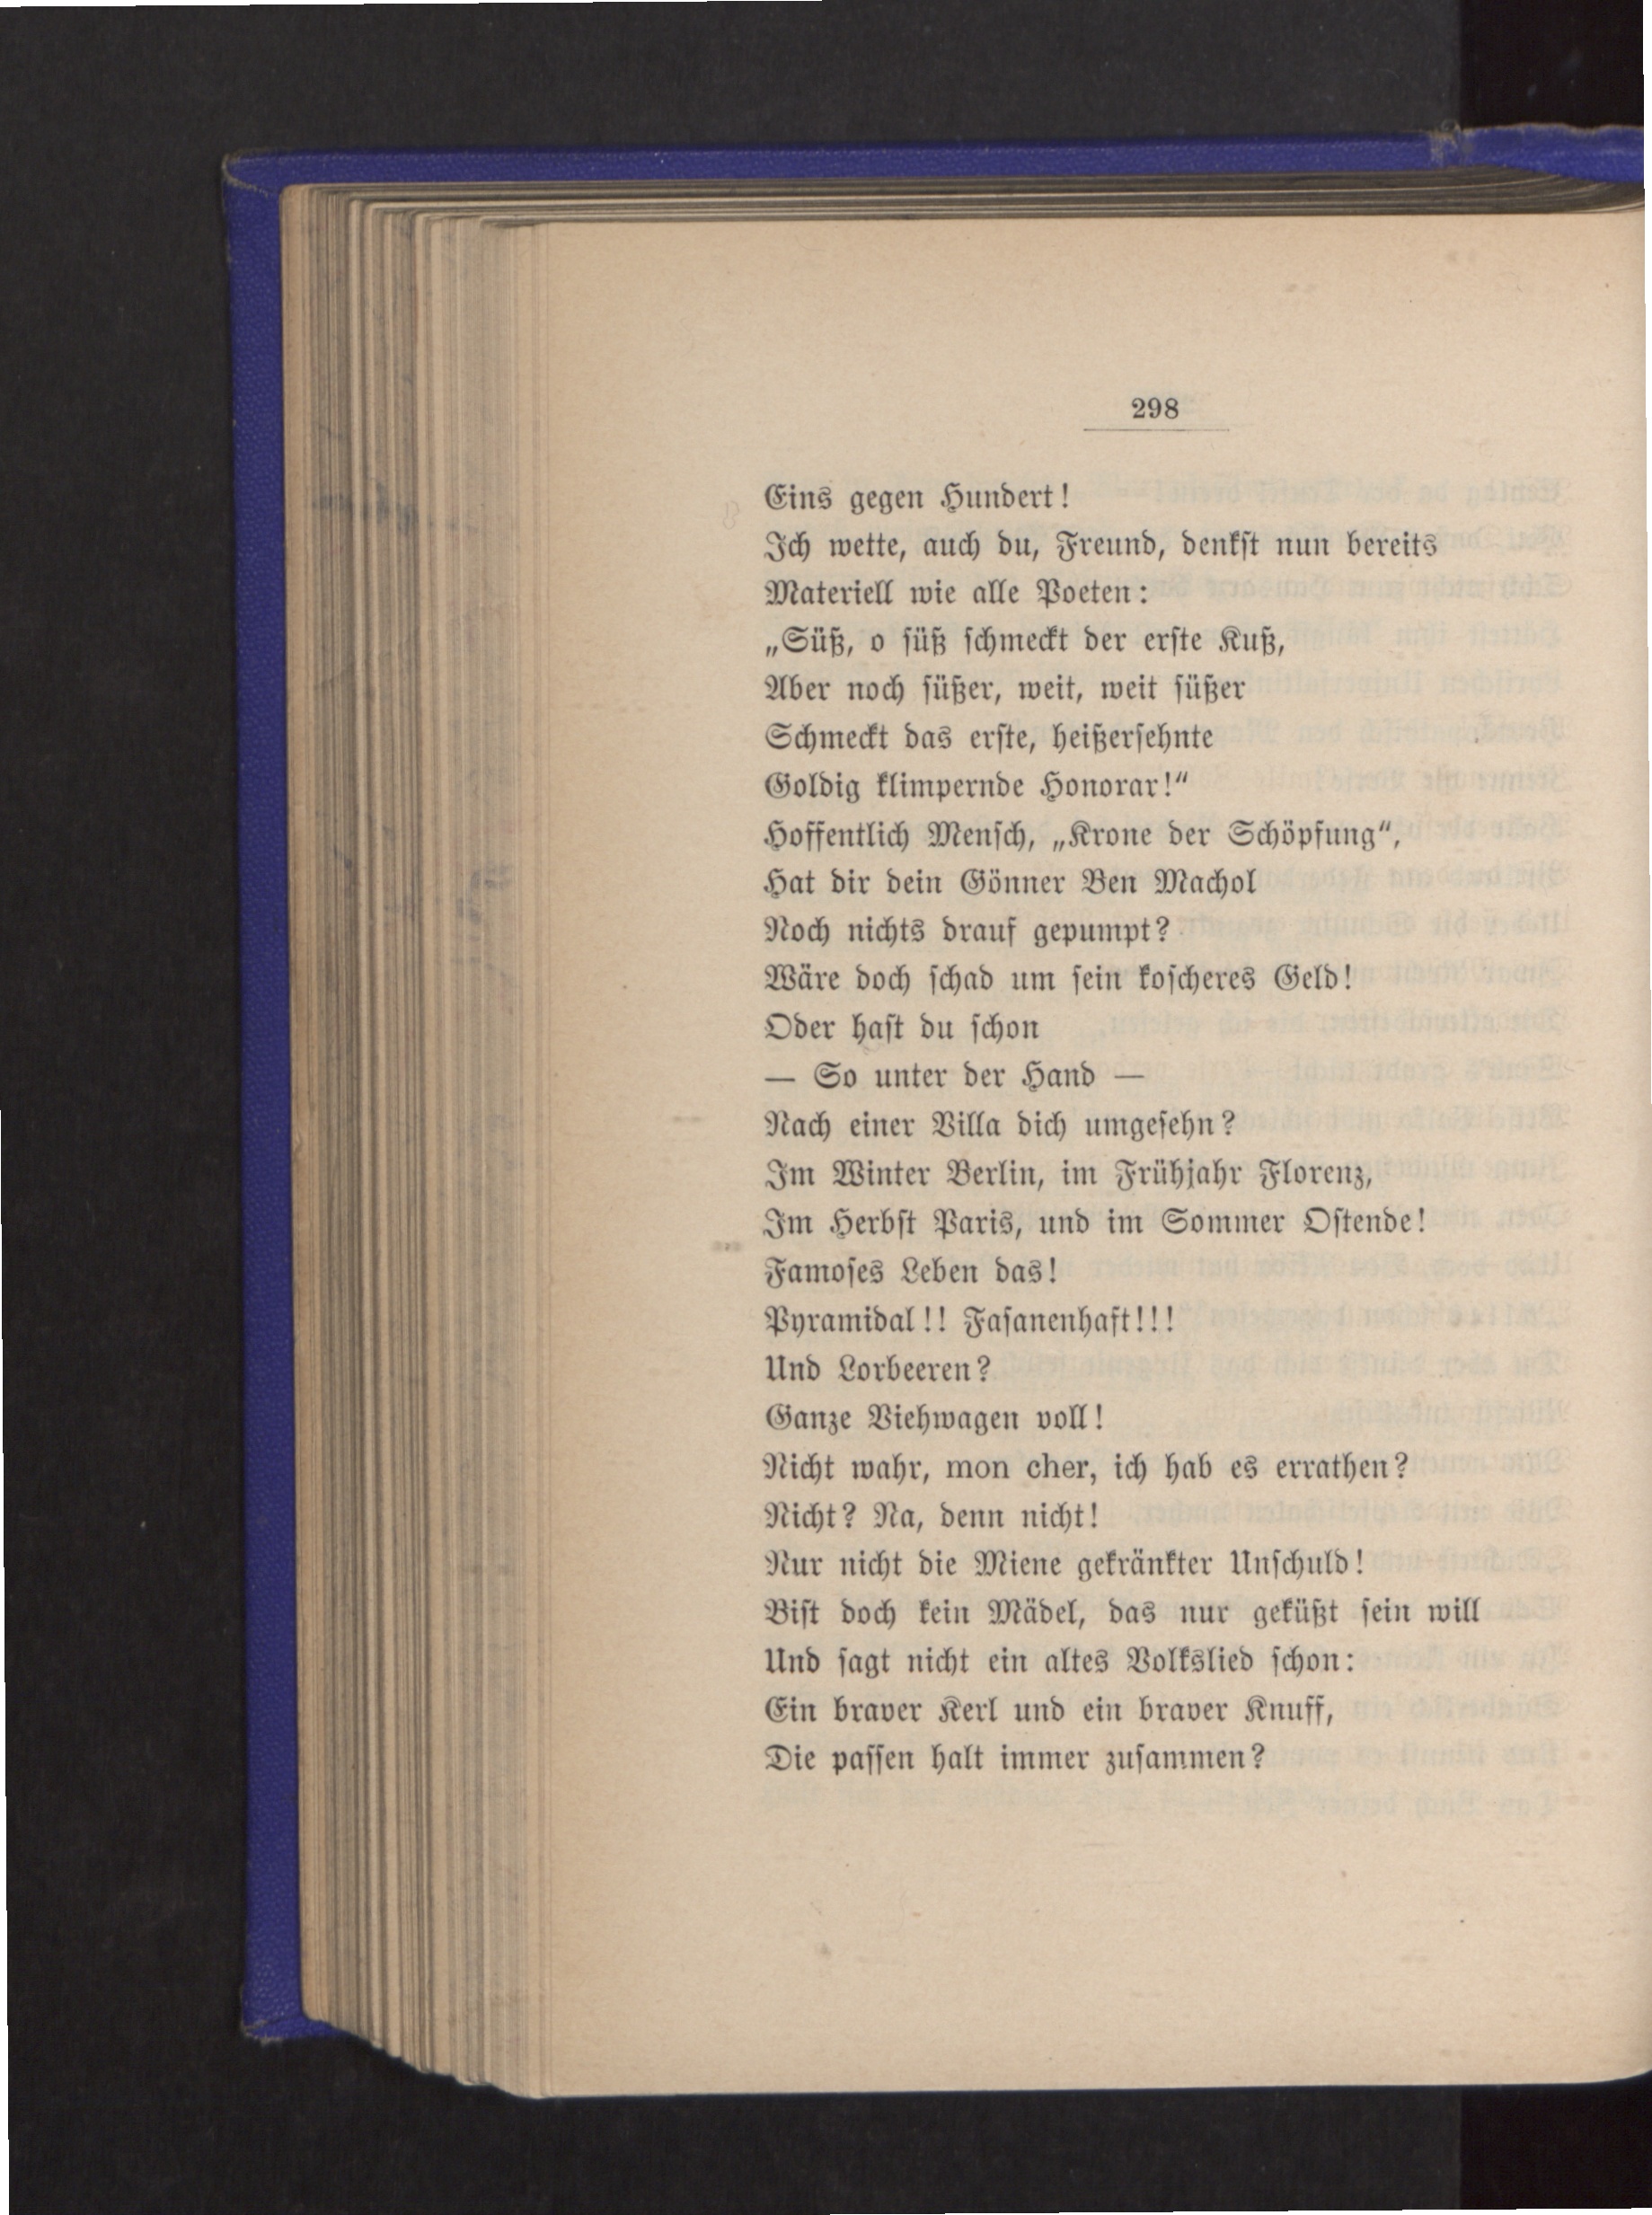 298
Eins gegen Hundert!
Ich wette, auch du, Freund, denkſt nun bereits
Materiell wie alle Poeten:
„Süß, o ſüß ſchmeckt der erſte Kuß,
Aber noch ſüßer, weit, weit ſüßer
Schmeckt das erſte, heißerſehnte
Goldig klimpernde Honorar!“
Hoffentlich Menſch, „Krone der Schöpfung“,
Hat dir dein Gönner Ben Machol
Noch nichts drauf gepumpt?
Wäre doch ſchad um ſein koſcheres Geld!
Oder haſt du ſchon
— So unter der Hand —
Nach einer Villa dich umgeſehn?
Im Winter Berlin, im Frühjahr Florenz,
Im Herbſt Paris, und im Sommer Oſtende!
Famoſes Leben das!
Pyramidal!! Faſanenhaft!!!
Und Lorbeeren?
Ganze Viehwagen voll!
Nicht wahr, mon cher, ich hab es errathen?
Nicht? Na, denn nicht!
Nur nicht die Miene gekränkter Unſchuld!
Biſt doch kein Mädel, das nur geküßt ſein will
Und ſagt nicht ein altes Volkslied ſchon:
Ein braver Kerl und ein braver Knuff,
Die paſſen halt immer zuſammen?